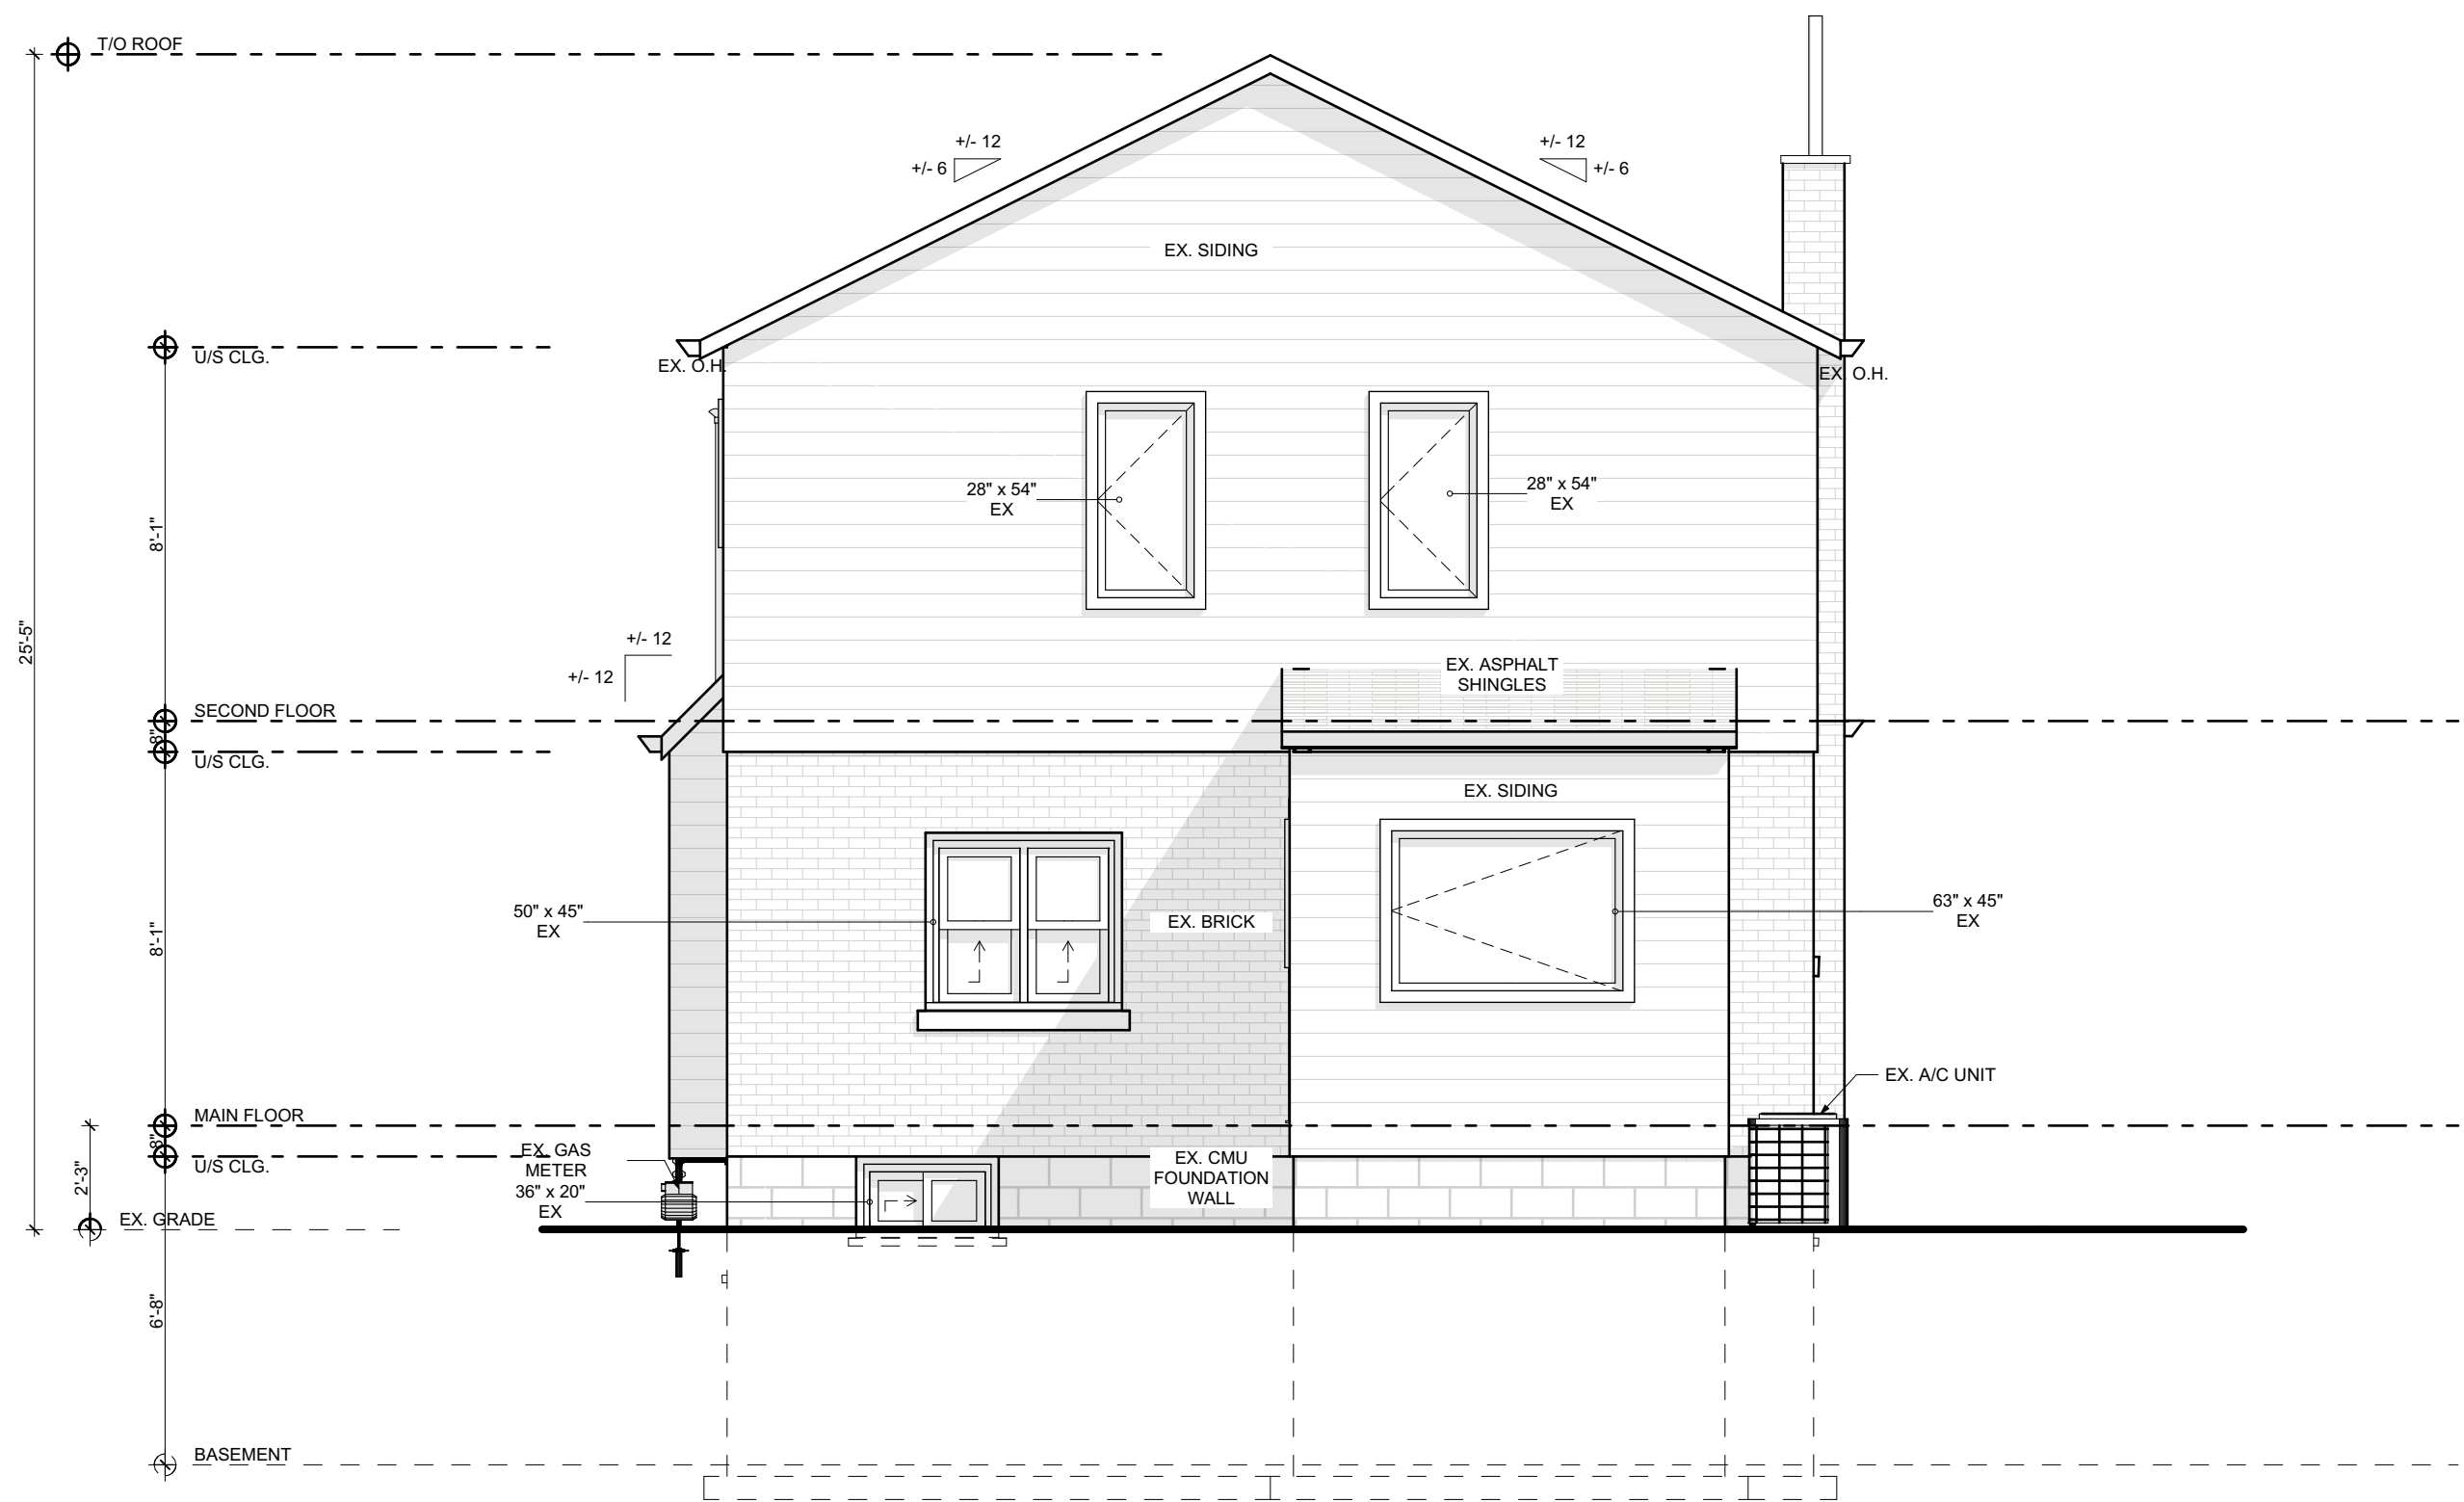 T/O ROOF
+/- 12
+/- 6
+/- 12
+/- 6
EX. SIDING
U/S CLG.
EX. O.H.
EX. O.H.
28" x 54"
EX
28" x 54"
EX
8'-1"
25'-5"
+/- 12
+/- 12
EX. ASPHALT
SHINGLES
SECOND FLOOR
8"
U/S CLG.
EX. SIDING
50" x 45"
EX
EX. BRICK
63" x 45"
EX
8'-1"
EX. A/C UNIT
MAIN FLOOR
8"
U/S CLG.
2'-3"
EX. GAS
METER
36" x 20"
EX
EX. CMU
FOUNDATION
WALL
EX. GRADE
6'-8"
BASEMENT